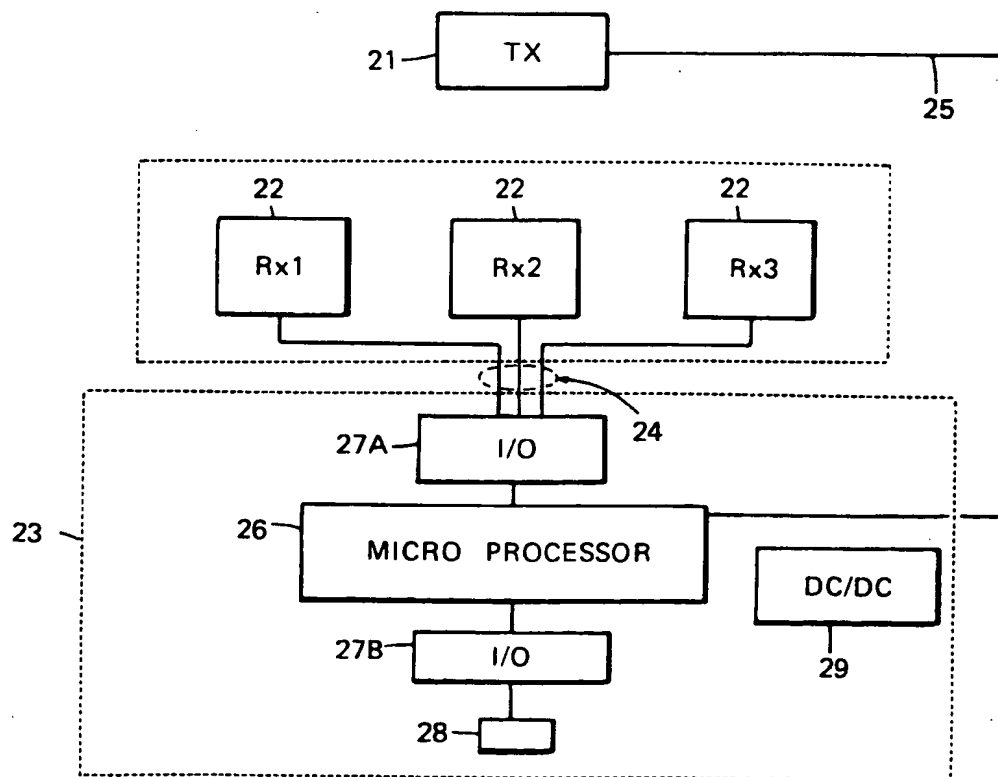 21
TX
25
22
22
22
Rx1
Rx2
Rx3
24
27A
I/O
23
26
MICRO PROCESSOR
DC/DC
27B
I/O
29
28